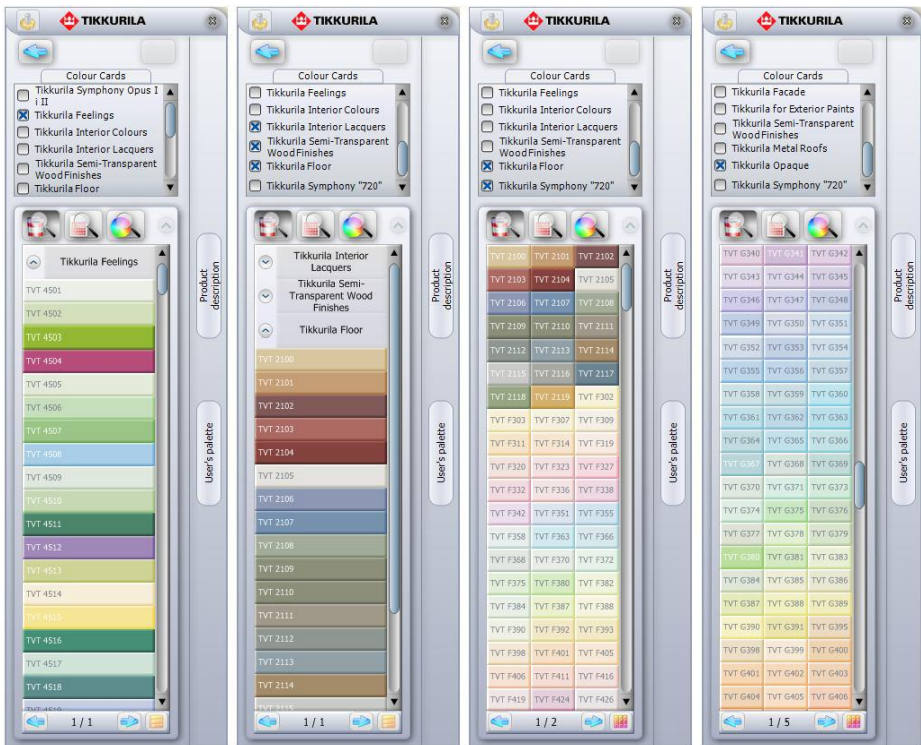 TIKKURILA
Colour Cards
Tikkurila Symphony Opus I
i II
Tikkurila Feelings
Tikkurila Interior Colours
Tikkurila Interior Lacquers
Tikkurila Semi-Transparent
Wood Finishes
Tikkurila Floor
Tikkurila Feelings
TVT 4501
TVT 4502
TVT 4503
TVT 4504
TVT 4505
TVT 4506
TVT 4507
TVT 4508
TVT 4509
TVT 4510
TVT 4511
TVT 4512
TVT 4513
TVT 4514
TVT 4515
TVT 4516
TVT 4517
TVT 4518
TVT 4519
1 / 1
Product
description
User's palette
TIKKURILA
Colour Cards
Tikkurila Feelings
Tikkurila Interior Colours
Tikkurila Interior Lacquers
Tikkurila Semi-Transparent
Wood Finishes
Tikkurila Floor
Tikkurila Symphony "720"
Tikkurila Interior
Lacquers
Tikkurila Semi-
Transparent Wood
Finishes
Tikkurila Floor
TVT 2100
TVT 2101
TVT 2102
TVT 2103
TVT 2104
TVT 2105
TVT 2106
TVT 2107
TVT 2108
TVT 2109
TVT 2110
TVT 2111
TVT 2112
TVT 2113
TVT 2114
TVT 2115
1 / 1
Product
description
User's palette
TIKKURILA
Colour Cards
Tikkurila Feelings
Tikkurila Interior Colours
Tikkurila Interior Lacquers
Tikkurila Semi-Transparent
Wood Finishes
Tikkurila Floor
Tikkurila Symphony "720"
TVT 2100 TVT 2101 TVT 2102
TVT 2103 TVT 2104 TVT 2105
TVT 2106 TVT 2107 TVT 2108
TVT 2109 TVT 2110 TVT 2111
TVT 2112 TVT 2113 TVT 2114
TVT 2115 TVT 2116 TVT 2117
TVT 2118 TVT 2119 TVT F302
TVT F303 TVT F307 TVT F309
TVT F311 TVT F314 TVT F319
TVT F320 TVT F323 TVT F327
TVT F332 TVT F336 TVT F338
TVT F342 TVT F351 TVT F355
TVT F358 TVT F363 TVT F366
TVT F368 TVT F370 TVT F372
TVT F375 TVT F380 TVT F382
TVT F384 TVT F387 TVT F388
TVT F390 TVT F392 TVT F393
TVT F398 TVT F401 TVT F405
TVT F406 TVT F411 TVT F416
TVT F419 TVT F424 TVT F426
1 / 2
Product
description
User's palette
TIKKURILA
Colour Cards
Tikkurila Facade
Tikkurila for Exterior Paints
Tikkurila Semi-Transparent
Wood Finishes
Tikkurila Metal Roofs
Tikkurila Opaque
Tikkurila Symphony "720"
TVT G340 TVT G341 TVT G342
TVT G343 TVT G344 TVT G345
TVT G346 TVT G347 TVT G348
TVT G349 TVT G350 TVT G351
TVT G352 TVT G353 TVT G354
TVT G355 TVT G356 TVT G357
TVT G358 TVT G359 TVT G360
TVT G361 TVT G362 TVT G363
TVT G364 TVT G365 TVT G366
TVT G367 TVT G368 TVT G369
TVT G370 TVT G371 TVT G373
TVT G374 TVT G375 TVT G376
TVT G377 TVT G378 TVT G379
TVT G380 TVT G381 TVT G383
TVT G384 TVT G385 TVT G386
TVT G387 TVT G388 TVT G389
TVT G390 TVT G391 TVT G395
TVT G398 TVT G399 TVT G400
TVT G401 TVT G402 TVT G403
TVT G404 TVT G405 TVT G406
1 / 5
Product
description
User's palette